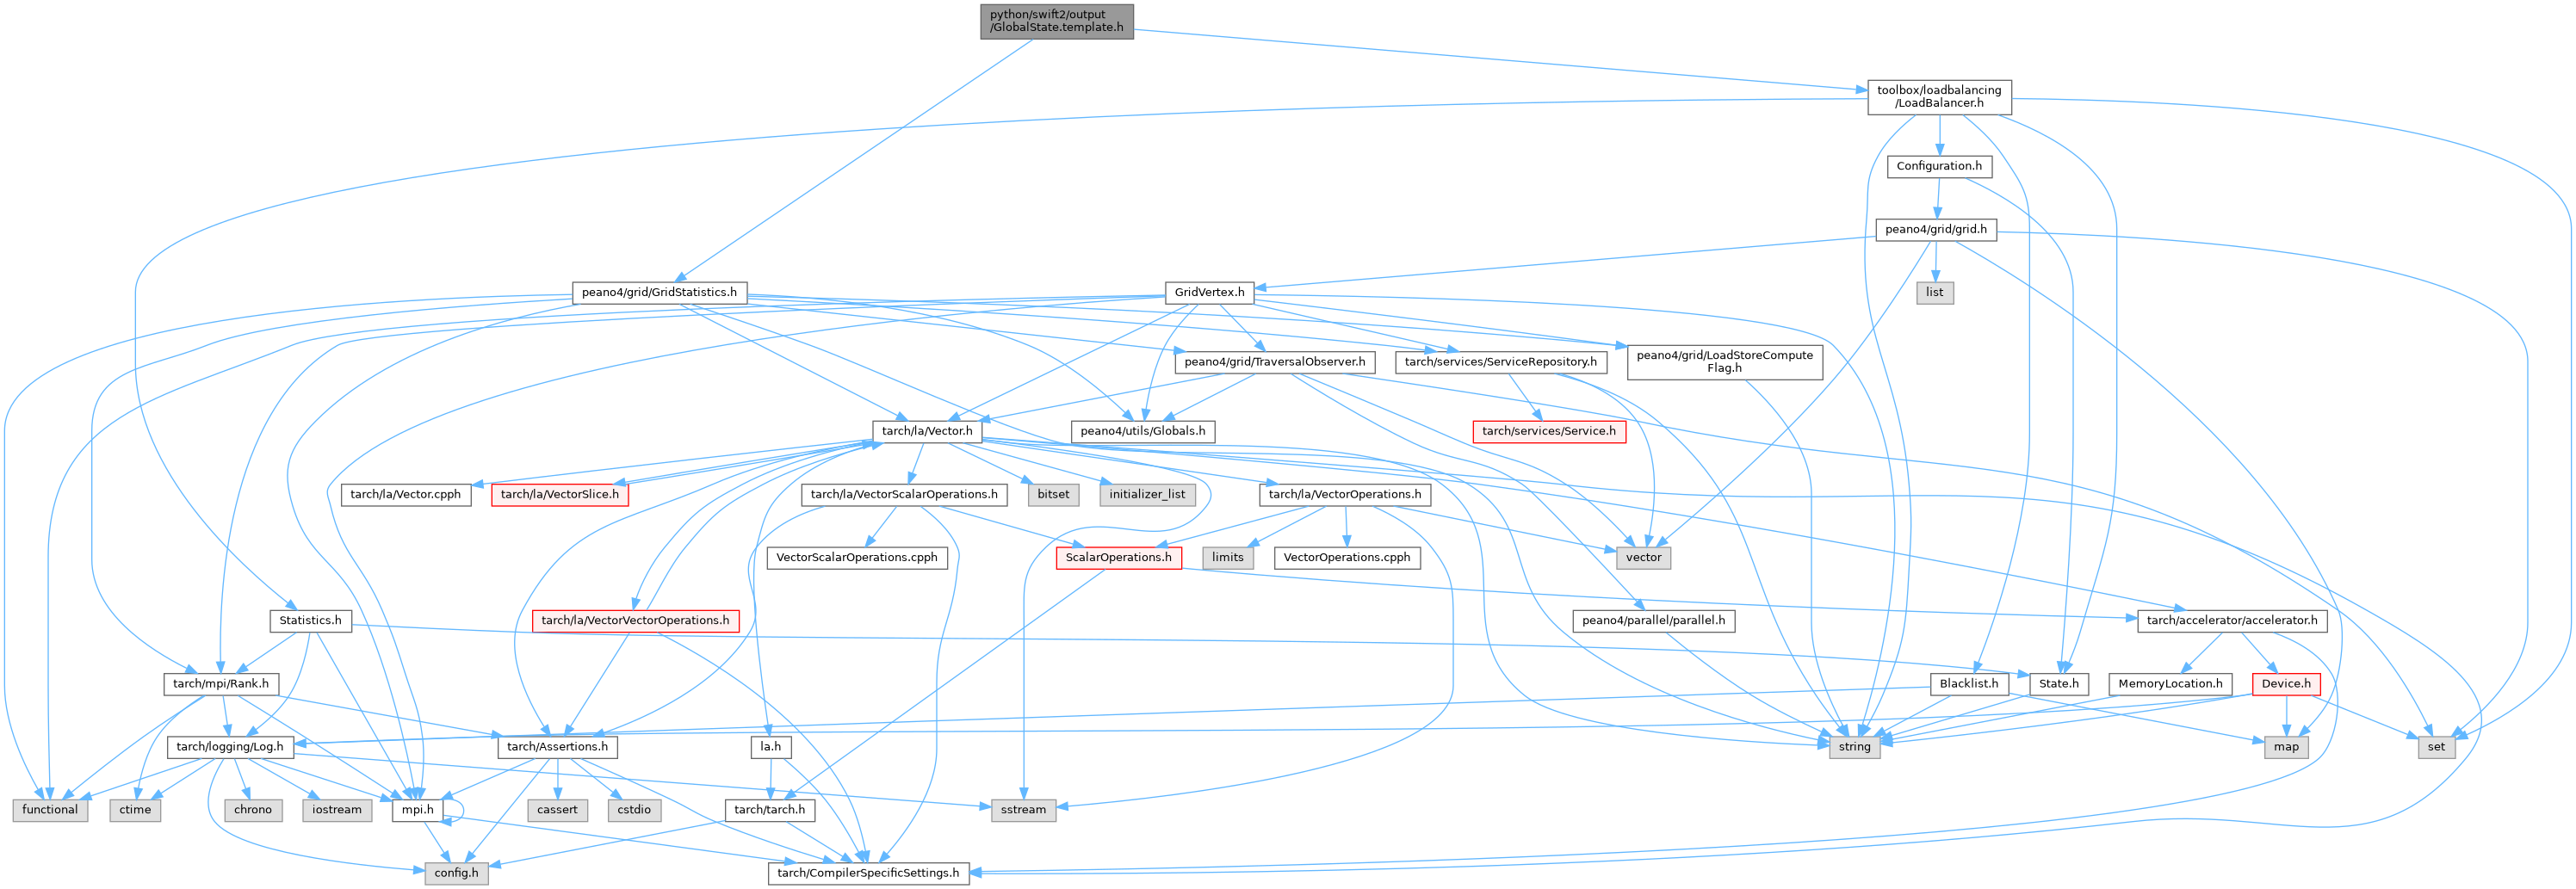 python/swift2/output
/GlobalState.template.h
toolbox/loadbalancing
/LoadBalancer.h
Configuration.h
peano4/grid/grid.h
peano4/grid/GridStatistics.h
GridVertex.h
list
peano4/grid/TraversalObserver.h
tarch/services/ServiceRepository.h
peano4/grid/LoadStoreCompute
Flag.h
tarch/la/Vector.h
peano4/utils/Globals.h
tarch/services/Service.h
tarch/la/Vector.cpph
tarch/la/VectorSlice.h
tarch/la/VectorScalarOperations.h
bitset
initializer_list
tarch/la/VectorOperations.h
VectorScalarOperations.cpph
ScalarOperations.h
limits
VectorOperations.cpph
vector
Statistics.h
tarch/la/VectorVectorOperations.h
peano4/parallel/parallel.h
tarch/accelerator/accelerator.h
tarch/mpi/Rank.h
Blacklist.h
State.h
MemoryLocation.h
Device.h
tarch/logging/Log.h
tarch/Assertions.h
la.h
string
map
set
functional
ctime
chrono
iostream
mpi.h
cassert
cstdio
tarch/tarch.h
sstream
config.h
tarch/CompilerSpecificSettings.h